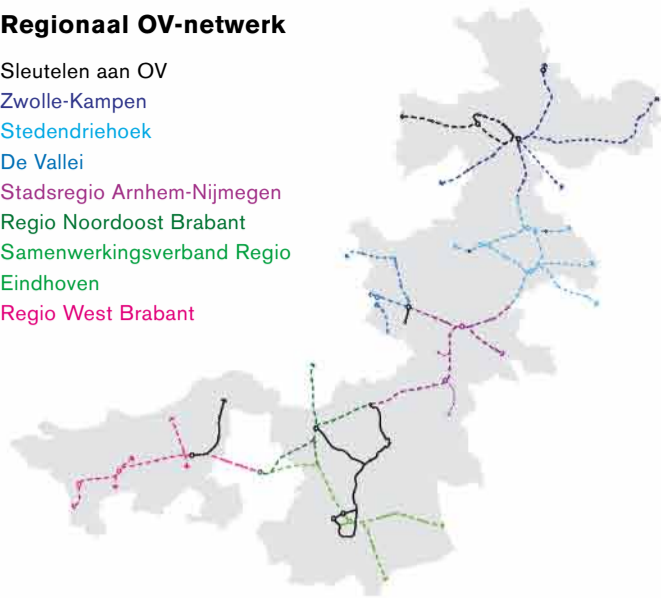 Regionaal OV-netwerk
Sleutelen aan OV
Zwolle-Kampen
Stedendriehoek
De Vallei
Stadsregio Arnhem-Nijmegen
Regio Noordoost Brabant
Samenwerkingsverband Regio
Eindhoven
Regio West Brabant